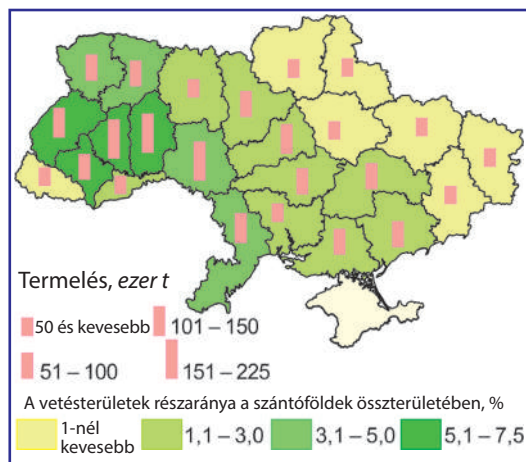 Termelés, ezer t
50 és kevesebb
101 – 150
51 – 100
151 – 225
A vetésterületek részaránya a szántóföldek összterületében, %
1-nél
kevesebb
1,1 – 3,0
3,1 – 5,0
5,1 – 7,5